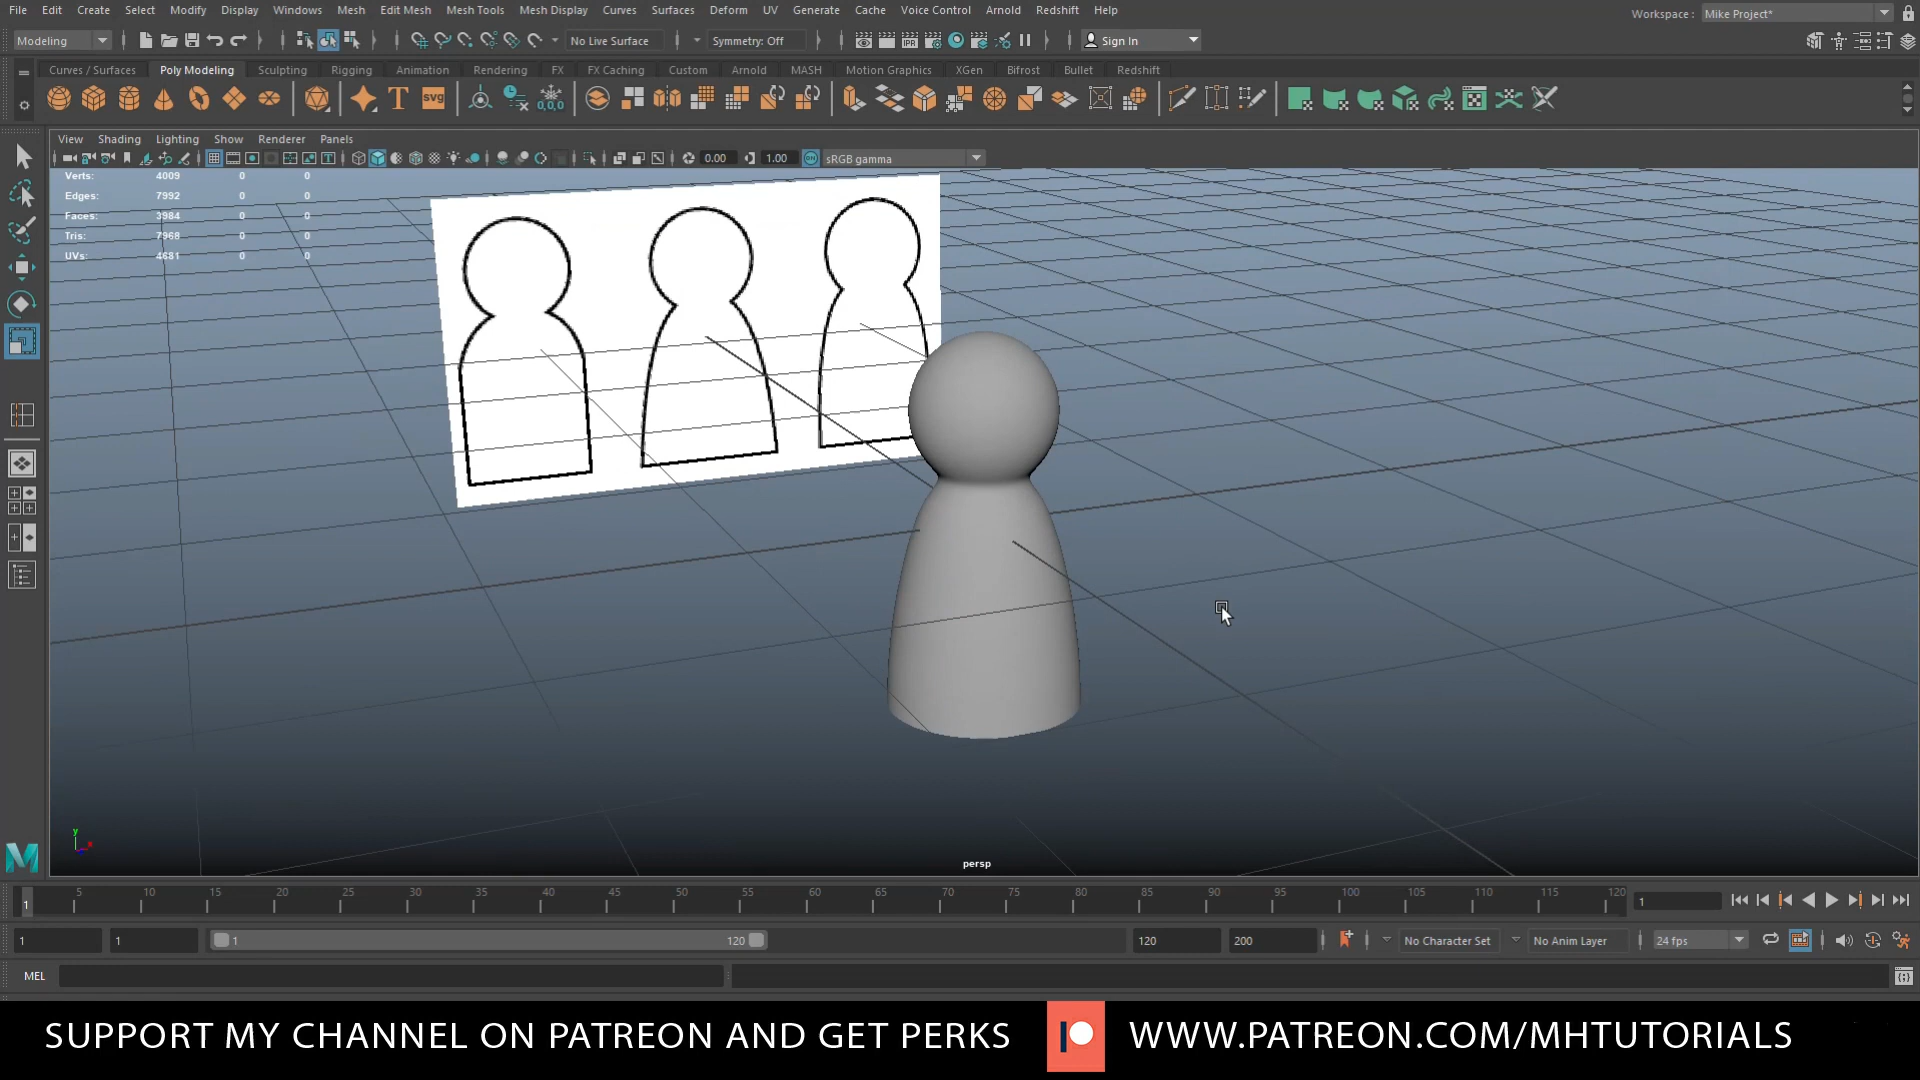 File Edit Create Select Modify Display Windows Mesh Edit Mesh Mesh Tools Mesh Display Curves Surfaces Deform UV Generate Cache Voice Control Arnold Redshift Help
Workspace : Mike Project*
Modeling No Live Surface Symmetry: Off Sign In
Curves / Surfaces Poly Modeling Sculpting Rigging Animation Rendering FX FX Caching Custom Arnold MASH Motion Graphics XGen Bifrost Bullet Redshift
T svg 0,0,0 IPR
View Shading Lighting Show Renderer Panels
0.00 1.00 sRGB gamma
Verts: 4009 0 0
Edges: 7992 0 0
Faces: 3984 0 0
Tris: 7968 0 0
UVs: 4681 0 0
y
x
persp
5 10 15 20 25 30 35 40 45 50 55 60 65 70 75 80 85 90 95 100 105 110 115 120
1 1
1 1 1 120 120 200 No Character Set No Anim Layer 24 fps
MEL
SUPPORT MY CHANNEL ON PATREON AND GET PERKS WWW.PATREON.COM/MHTUTORIALS